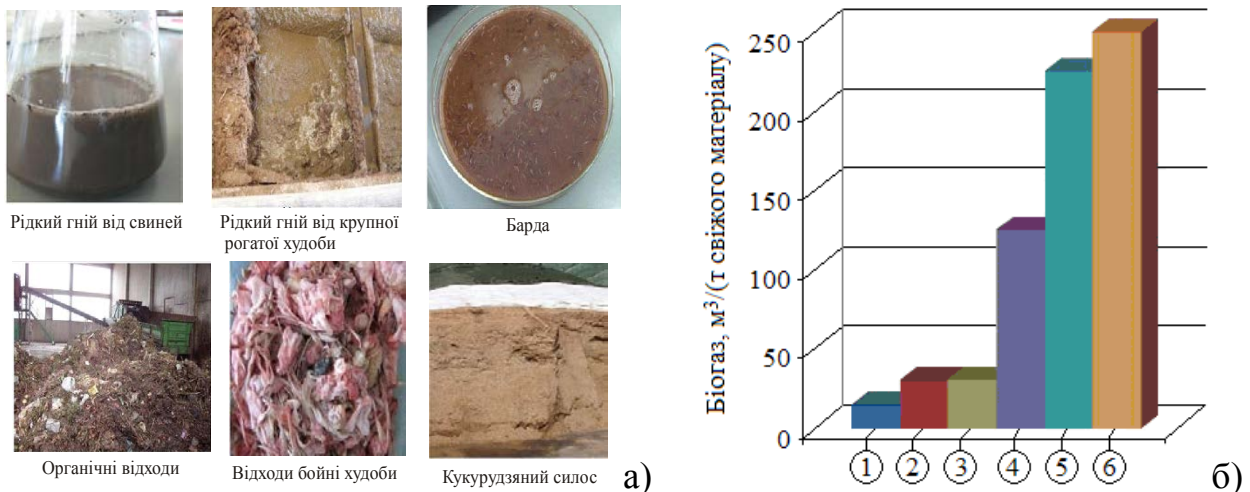 Рідкий гній від свиней
Рідкий гній від крупної
рогатої худоби
Барда
Органічні відходи
Відходи бойні худоби
Кукурудзяний силос
а)
Біогаз, м³/(т свіжого матеріалу)
250
200
150
100
50
0
1 2 3 4 5 6
б)